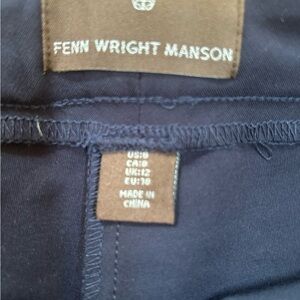 FENN WRIGHT MANSON
US:8
CA:8
UK:12
EU:38
MADE IN
CHINA